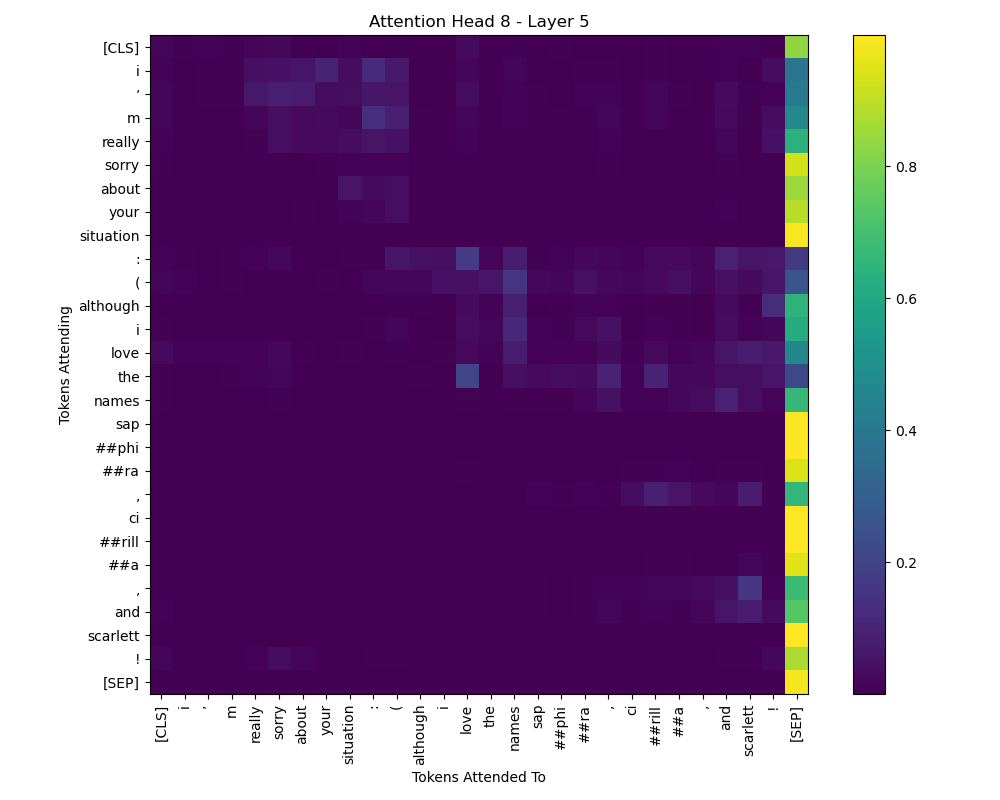 Attention Head 8 - Layer 5
Tokens Attending
[CLS]
i
’
m
really
sorry
about
your
situation
:
(
although
i
love
the
names
sap
##phi
##ra
,
ci
##rill
##a
,
and
scarlett
!
[SEP]
[CLS]
i
’
m
really
sorry
about
your
situation
:
(
although
i
love
the
names
sap
##phi
##ra
,
ci
##rill
##a
,
and
scarlett
!
[SEP]
Tokens Attended To
0.8
0.6
0.4
0.2